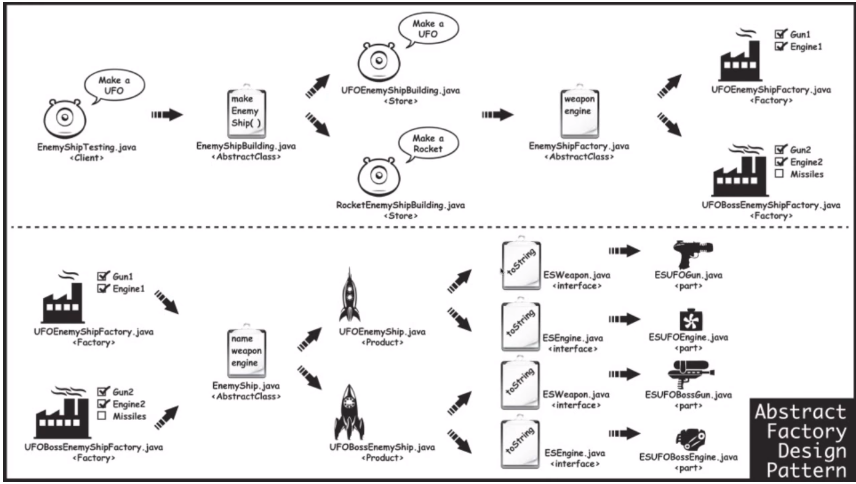 Make a
UFO
EnemyShipTesting.java
<Client>
make
Enemy
Ship( )
EnemyShipBuilding.java
<AbstractClass>
Make a
UFO
UFOEnemyShipBuilding.java
<Store>
Make a
Rocket
RocketEnemyShipBuilding.java
<Store>
weapon
engine
EnemyShipFactory.java
<AbstractClass>
Gun1
Engine1
UFOEnemyShipFactory.java
<Factory>
Gun2
Engine2
Missiles
UFOBossEnemyShipFactory.java
<Factory>
Gun1
Engine1
UFOEnemyShipFactory.java
<Factory>
Gun2
Engine2
Missiles
UFOBossEnemyShipFactory.java
<Factory>
name
weapon
engine
EnemyShip.java
<AbstractClass>
UFOEnemyShip.java
<Product>
UFOBossEnemyShip.java
<Product>
toString
ESWeapon.java
<interface>
ESUFOGun.java
<part>
toString
ESEngine.java
<interface>
ESUFOEngine.java
<part>
toString
ESWeapon.java
<interface>
ESUFOBossGun.java
<part>
toString
ESEngine.java
<interface>
ESUFOBossEngine.java
<part>
Abstract
Factory
Design
Pattern